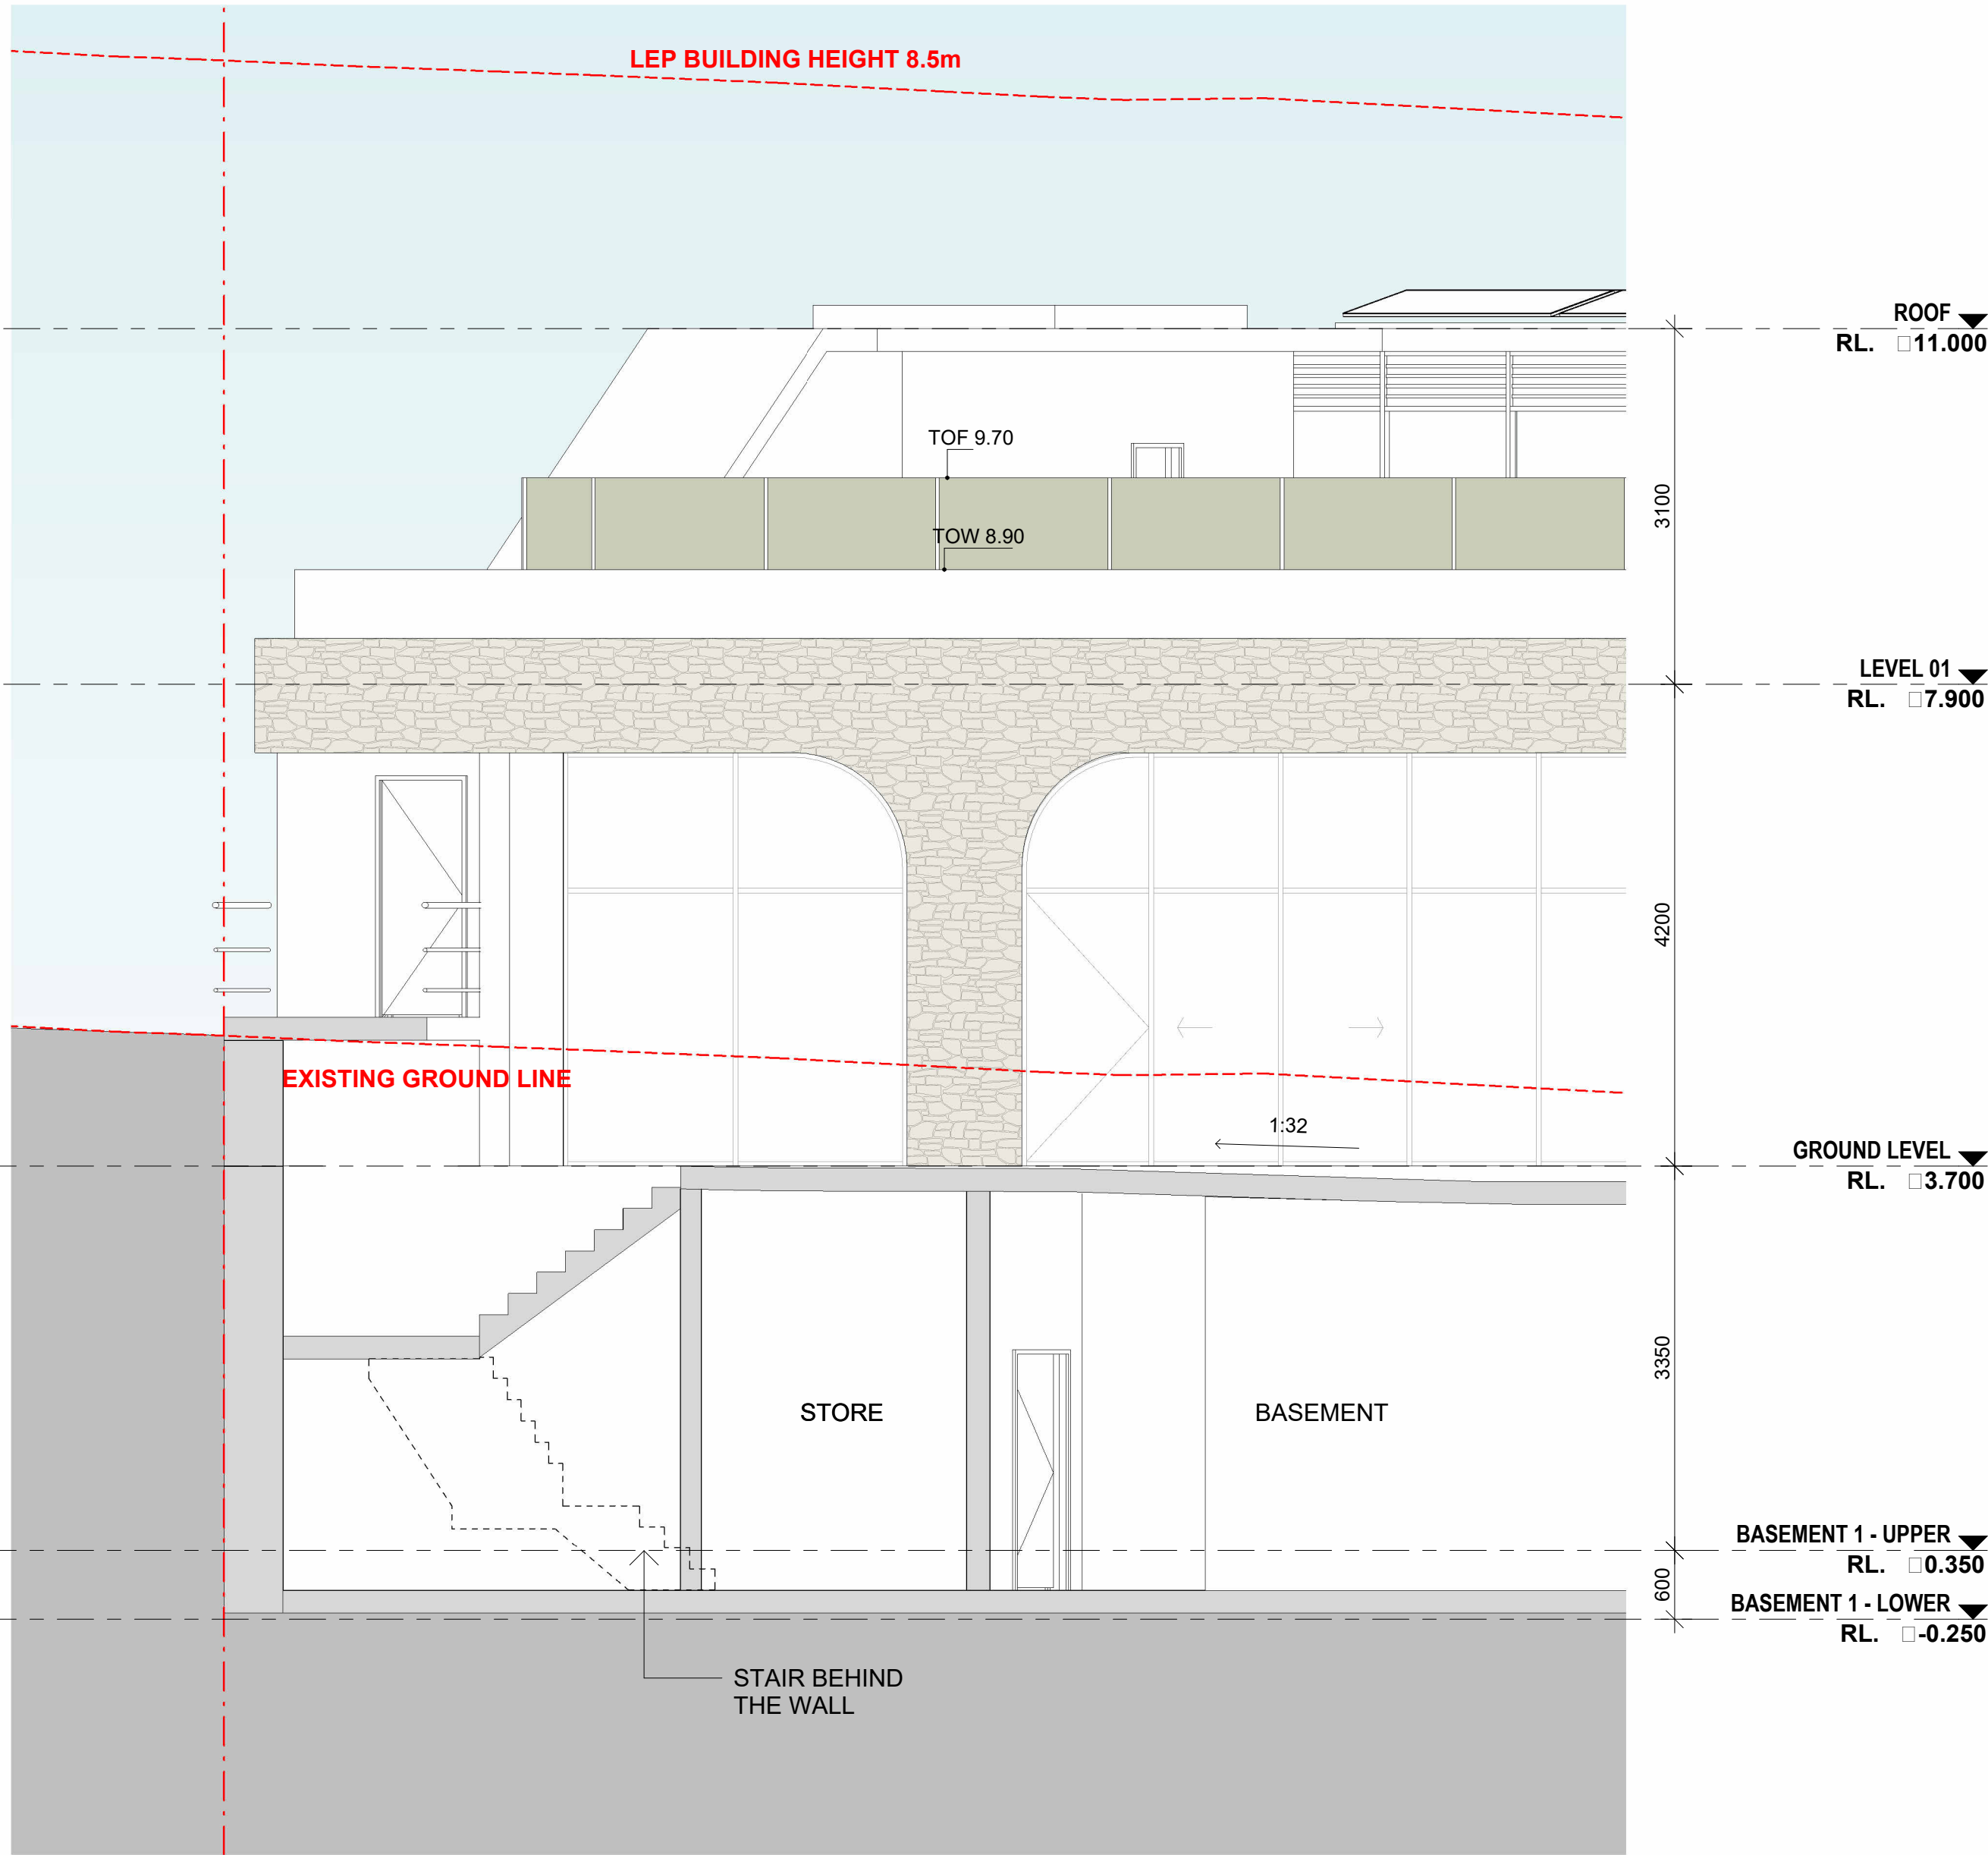 LEP BUILDING HEIGHT 8.5m
ROOF
RL. □11.000
TOF 9.70
3100
TOW 8.90
LEVEL 01
RL. □7.900
4200
EXISTING GROUND LINE
1:32
GROUND LEVEL
RL. □3.700
3350
STORE
BASEMENT
BASEMENT 1 - UPPER
RL. □0.350
600
BASEMENT 1 - LOWER
RL. □-0.250
STAIR BEHIND
THE WALL